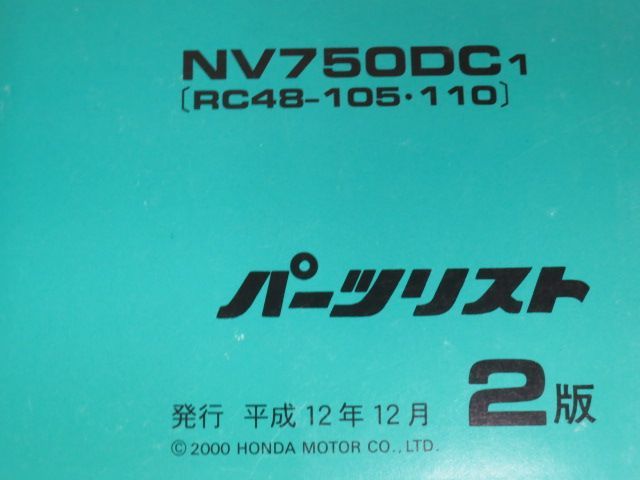 NV750DC1
〔RC48-105·110〕
パーツリスト
2版
発行 平成12年12月
©2000 HONDA MOTOR CO., LTD.